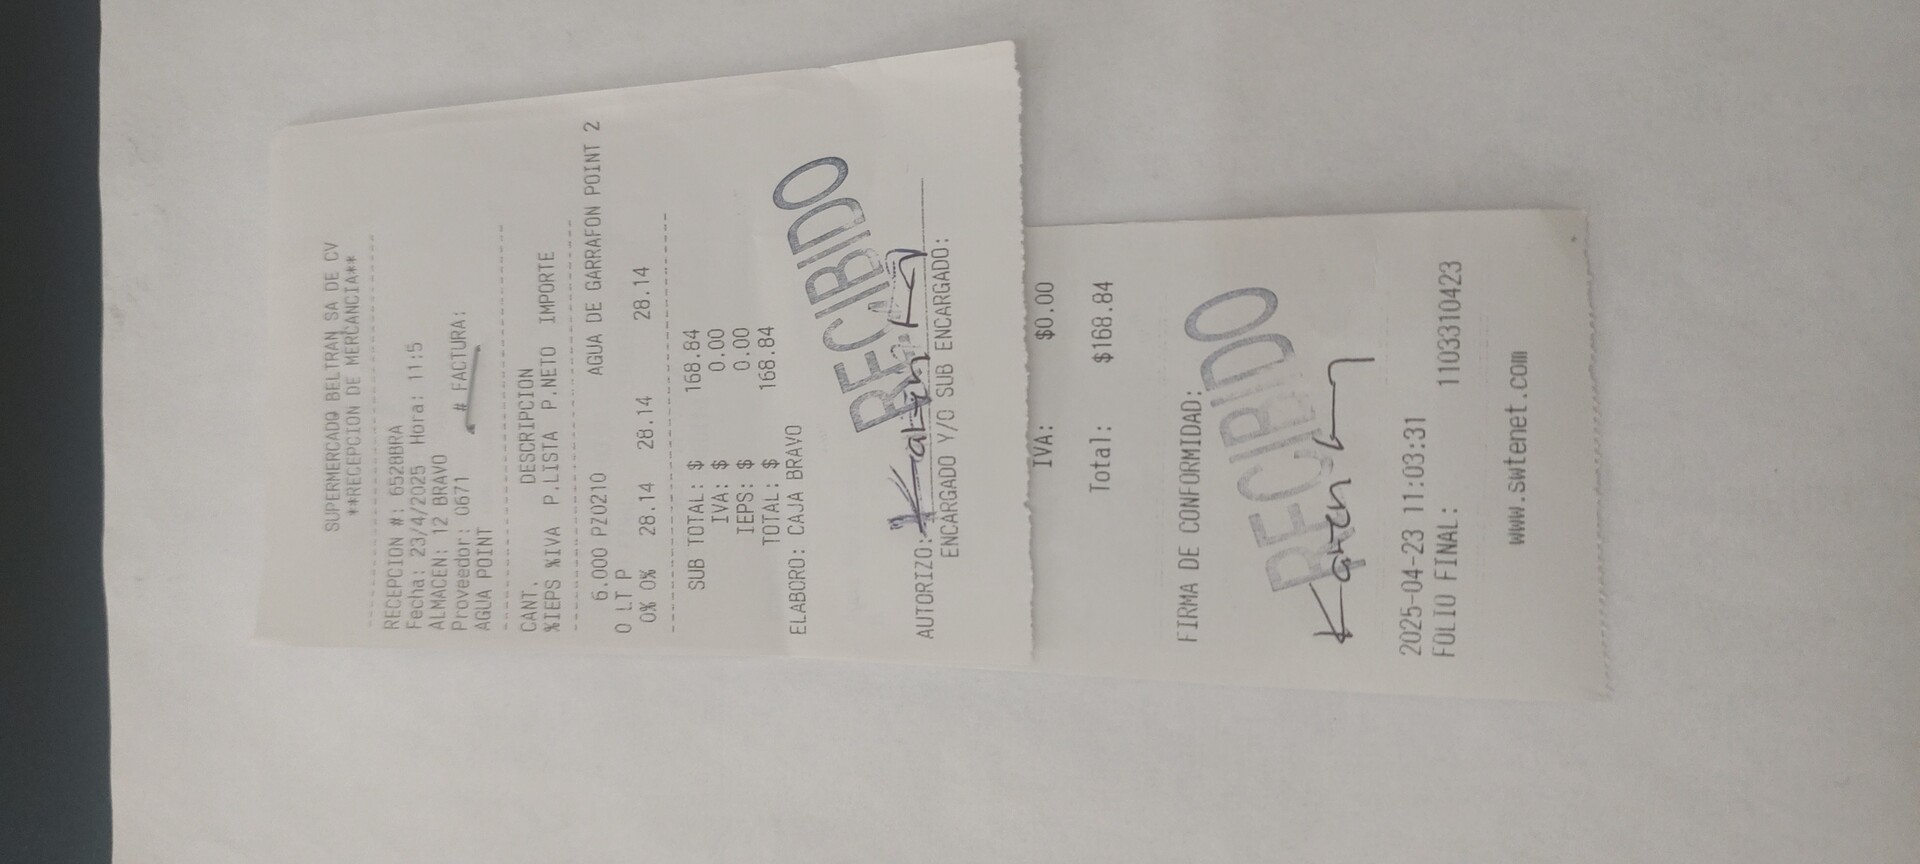 SUPERMERCADO BELTRAN SA DE CV
**RECEPCION DE MERCANCIA**
RECEPCION #: 6528BRA
Fecha: 23/4/2025 Hora: 11:5
ALMACEN: 12 BRAVO
Proveedor: 0671 # FACTURA:
AGUA POINT
CANT. DESCRIPCION
%IEPS %IVA P.LISTA P.NETO IMPORTE
6.000 PZ0210 AGUA DE GARRAFON POINT 2
0 LT P
0% 0% 28.14 28.14 28.14
SUB TOTAL: $ 168.84
IVA: $ 0.00
IEPS: $ 0.00
TOTAL: $ 168.84
ELABORO: CAJA BRAVO
RECIBIDO
AUTORIZO:
ENCARGADO Y/O SUB ENCARGADO:
IVA: $0.00
Total: $168.84
FIRMA DE CONFORMIDAD:
RECIBIDO
2025-04-23 11:03:31
FOLIO FINAL: 1103310423
www.swtenet.com